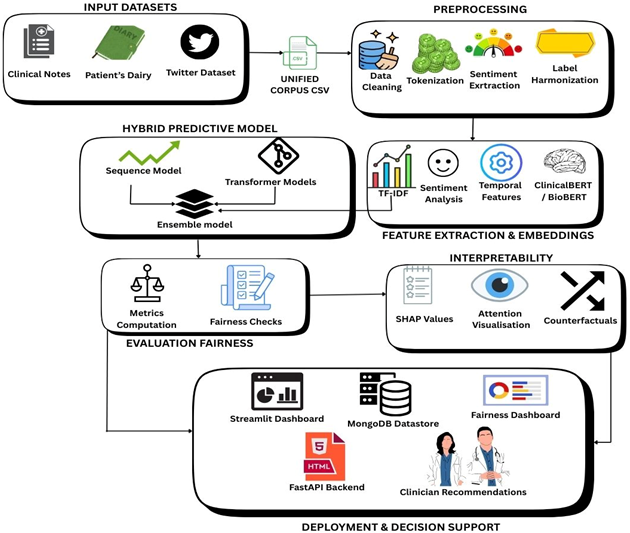 INPUT DATASETS
DIARY
Clinical Notes
Patient's Dairy
Twitter Dataset
CSV
UNIFIED
CORPUS CSV
PREPROCESSING
Data
Cleaning
Tokenization
Sentiment
Exrtraction
Label
Harmonization
HYBRID PREDICTIVE MODEL
Sequence Model
Transformer Models
Ensemble model
TF-IDF
Sentiment
Analysis
Temporal
Features
ClinicalBERT
/ BioBERT
FEATURE EXTRACTION & EMBEDDINGS
Metrics
Computation
Fairness Checks
EVALUATION FAIRNESS
INTERPRETABILITY
SHAP Values
Attention
Visualisation
Counterfactuals
Streamlit Dashboard
MongoDB Datastore
Fairness Dashboard
5
HTML
FastAPI Backend
Clinician Recommendations
DEPLOYMENT & DECISION SUPPORT